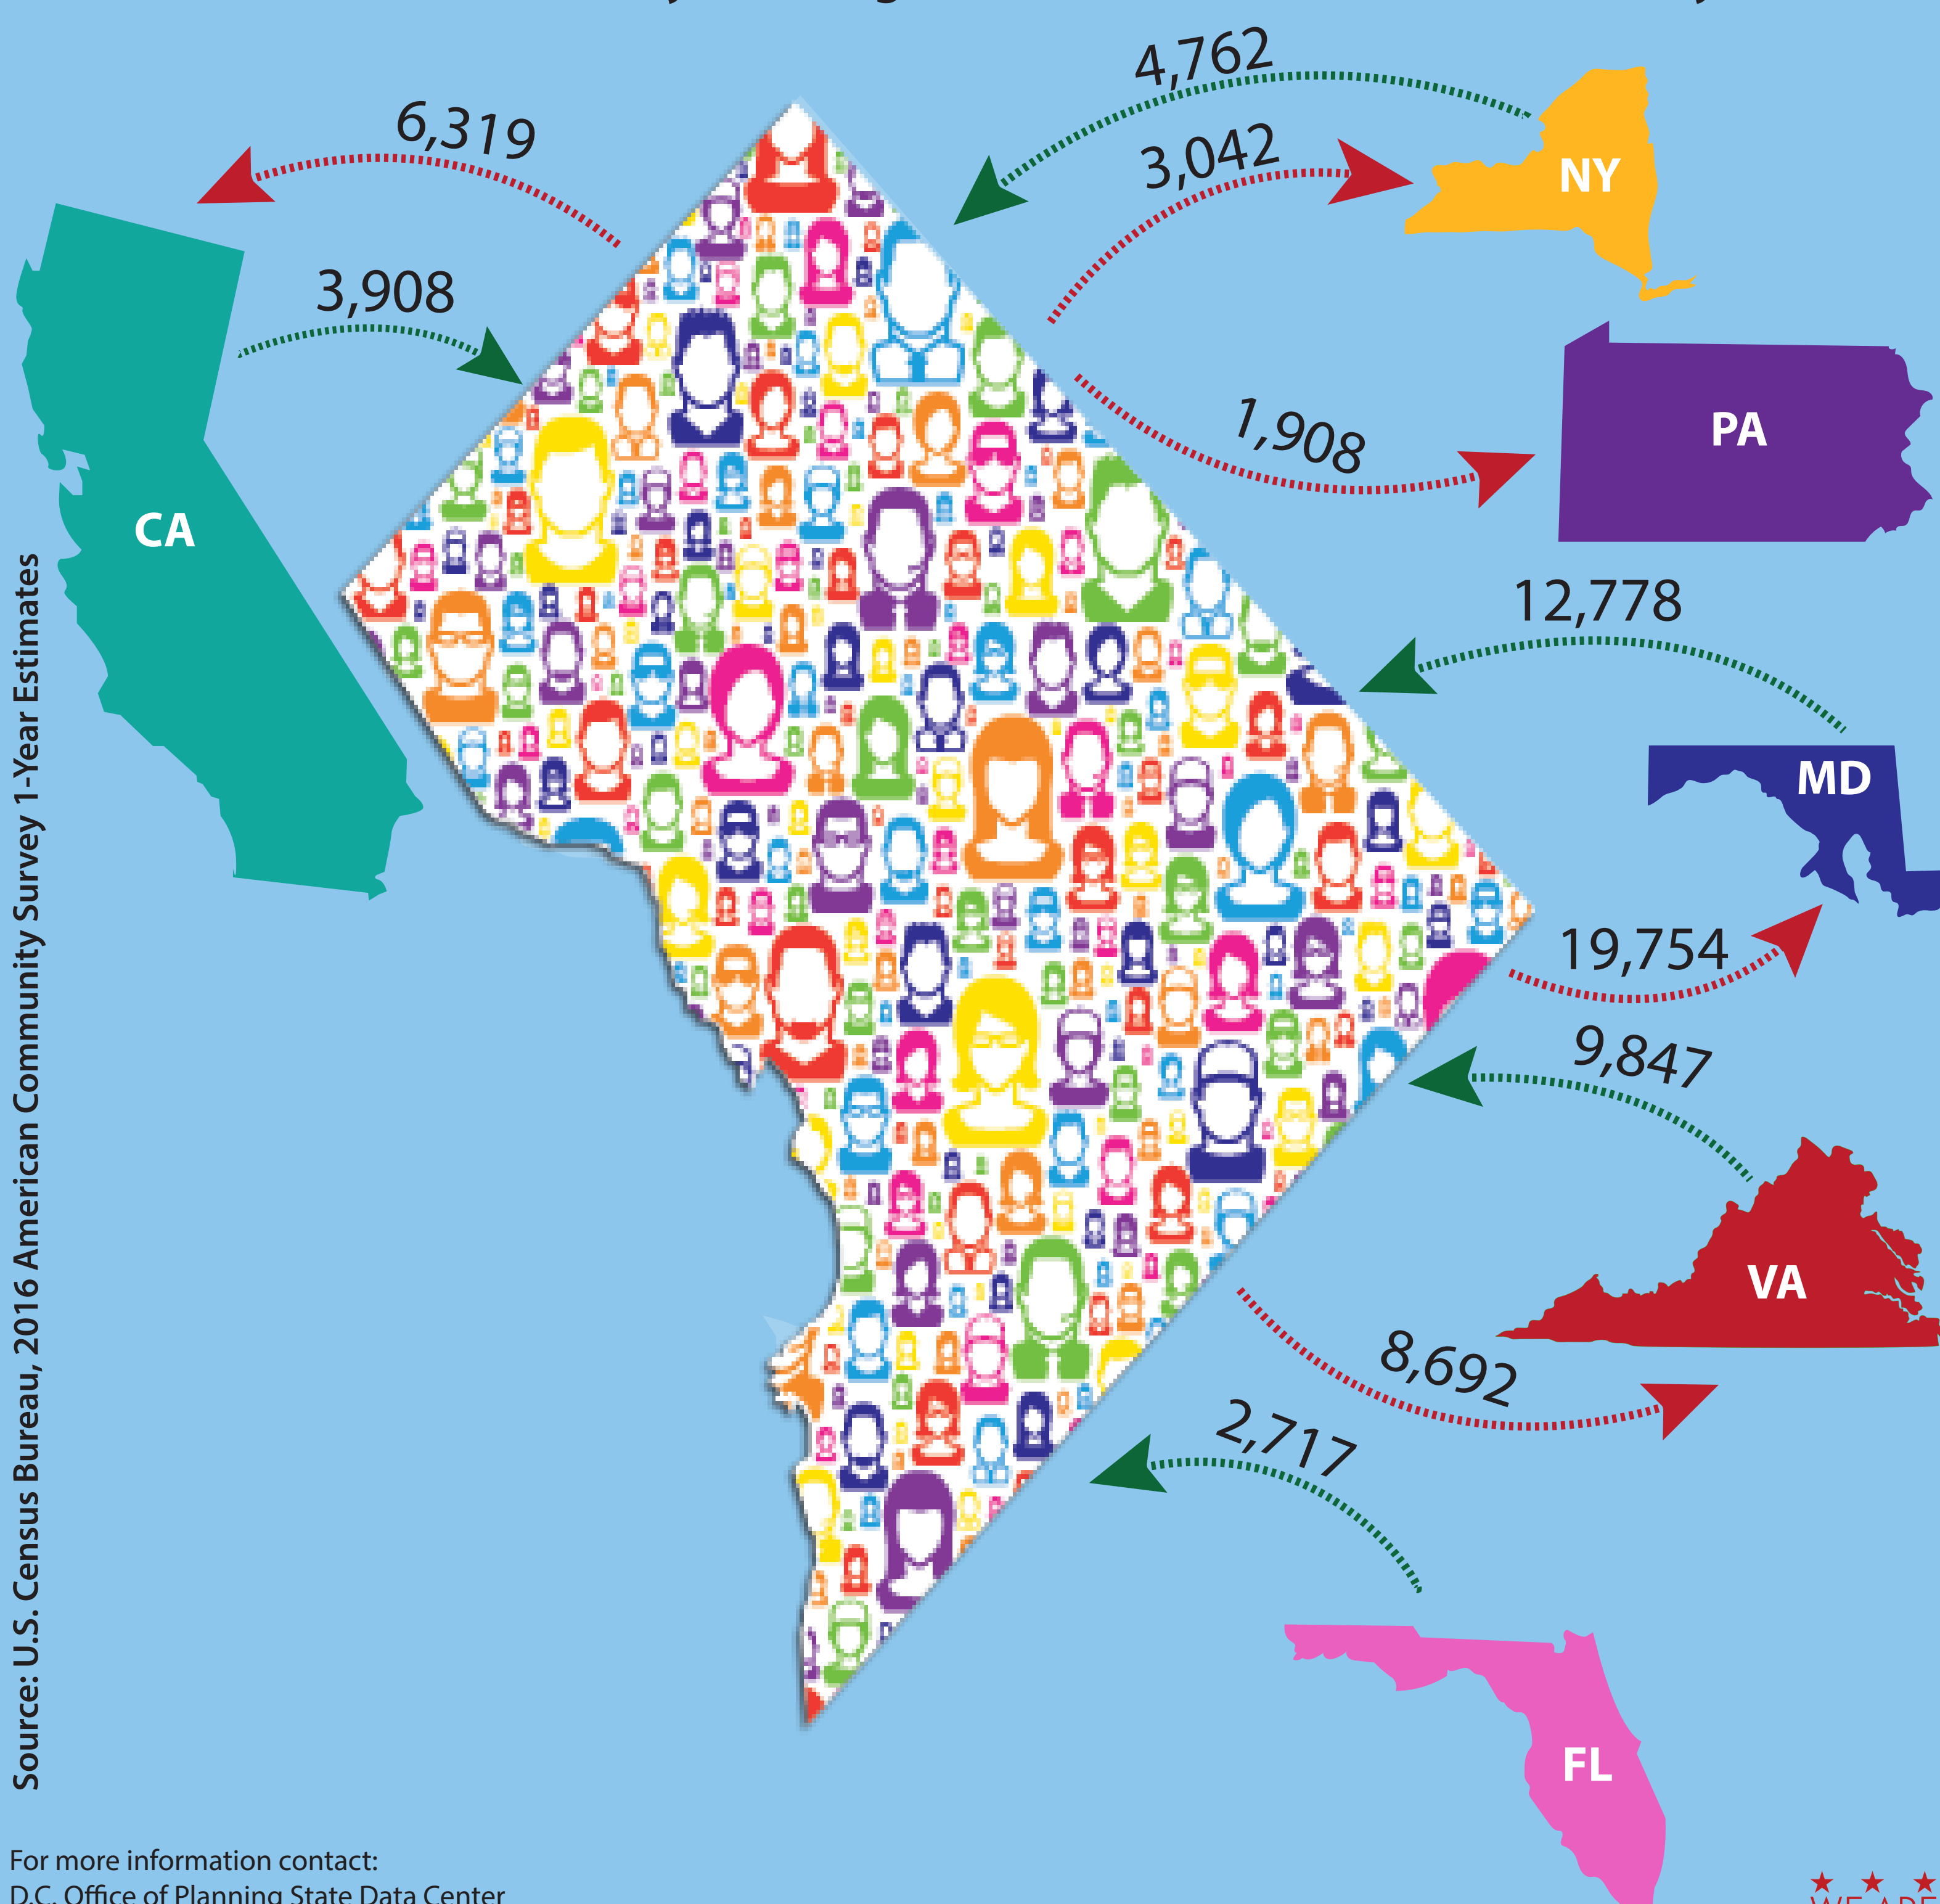 4,762
6,319
3,042
NY
3,908
1,908
PA
CA
12,778
MD
19,754
9,847
VA
8,692
2,717
FL
Source: U.S. Census Bureau, 2016 American Community Survey 1-Year Estimates
For more information contact:
D.C. Office of Planning State Data Center
WE ARE